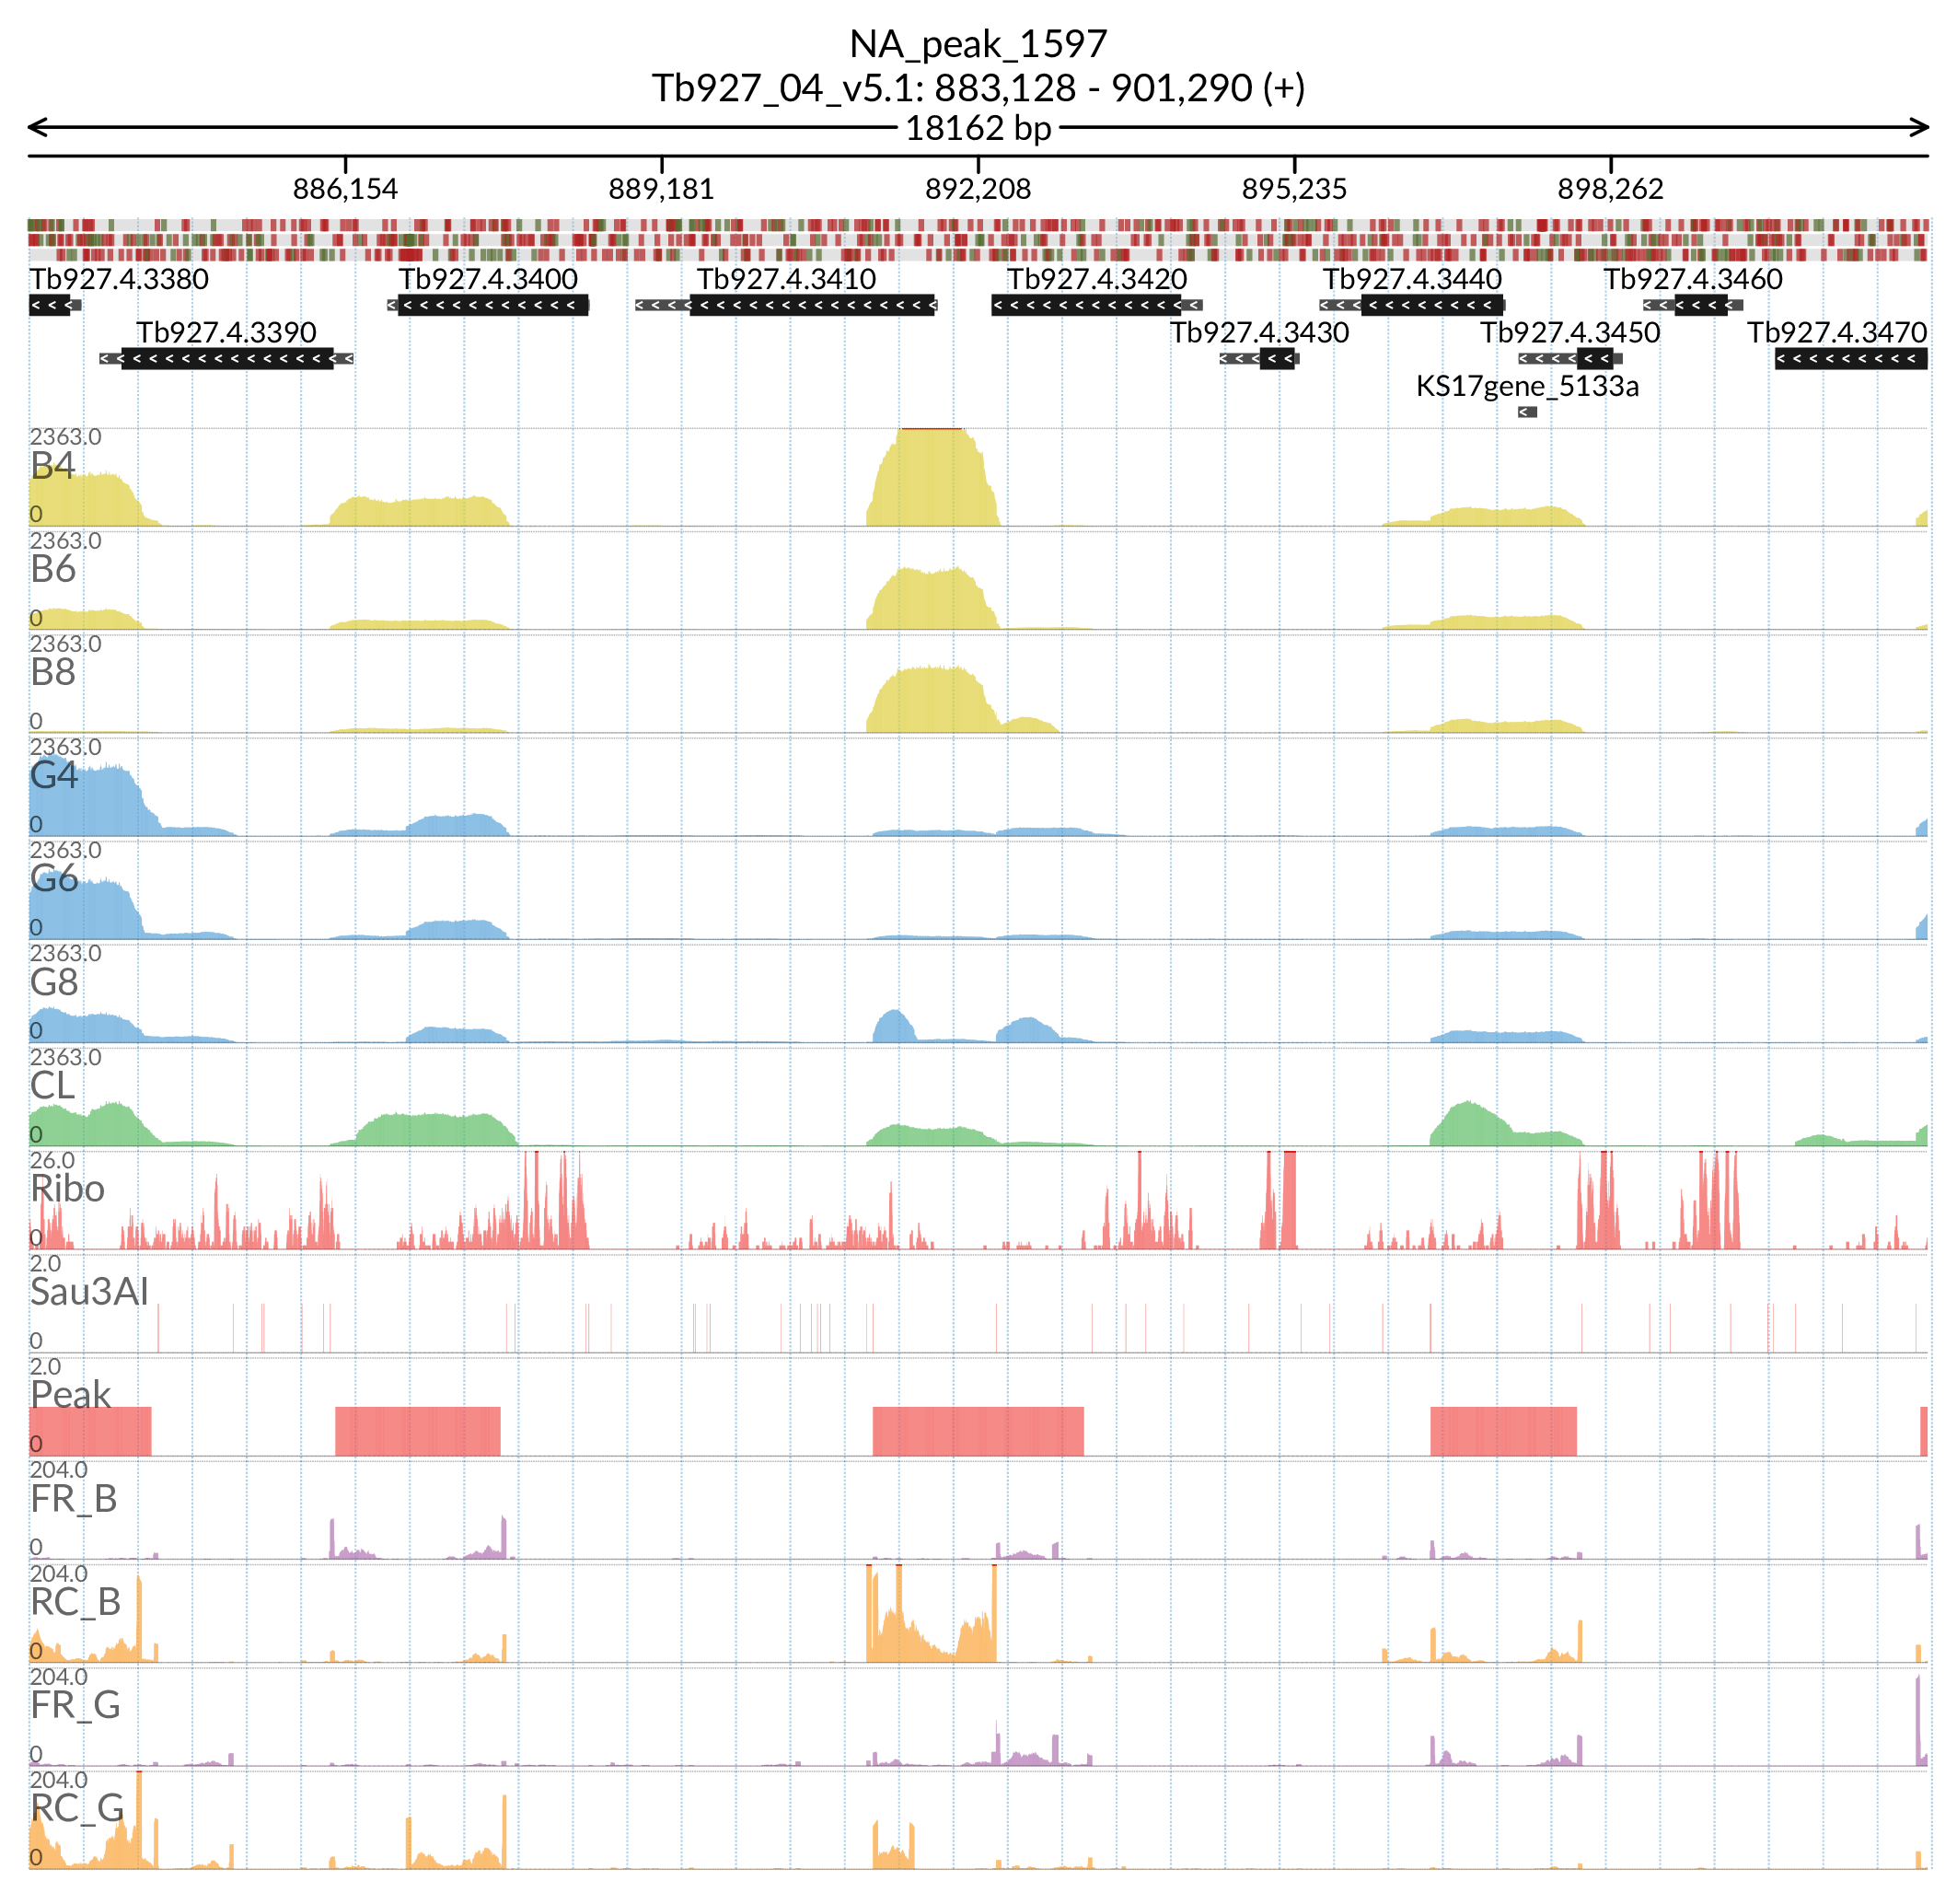 NA_peak_1597
Tb927_04_v5.1: 883,128 - 901,290 (+)
18162 bp
886,154 889,181 892,208 895,235 898,262
Tb927.4.3380 Tb927.4.3400 Tb927.4.3410 Tb927.4.3420 Tb927.4.3440 Tb927.4.3460
Tb927.4.3390 Tb927.4.3430 Tb927.4.3450 Tb927.4.3470
KS17gene_5133a
2363.0
B4
0
2363.0
B6
0
2363.0
B8
0
2363.0
G4
0
2363.0
G6
0
2363.0
G8
0
2363.0
CL
0
26.0
Ribo
0
2.0
Sau3AI
0
2.0
Peak
0
204.0
FR_B
0
204.0
RC_B
0
204.0
FR_G
0
204.0
RC_G
0